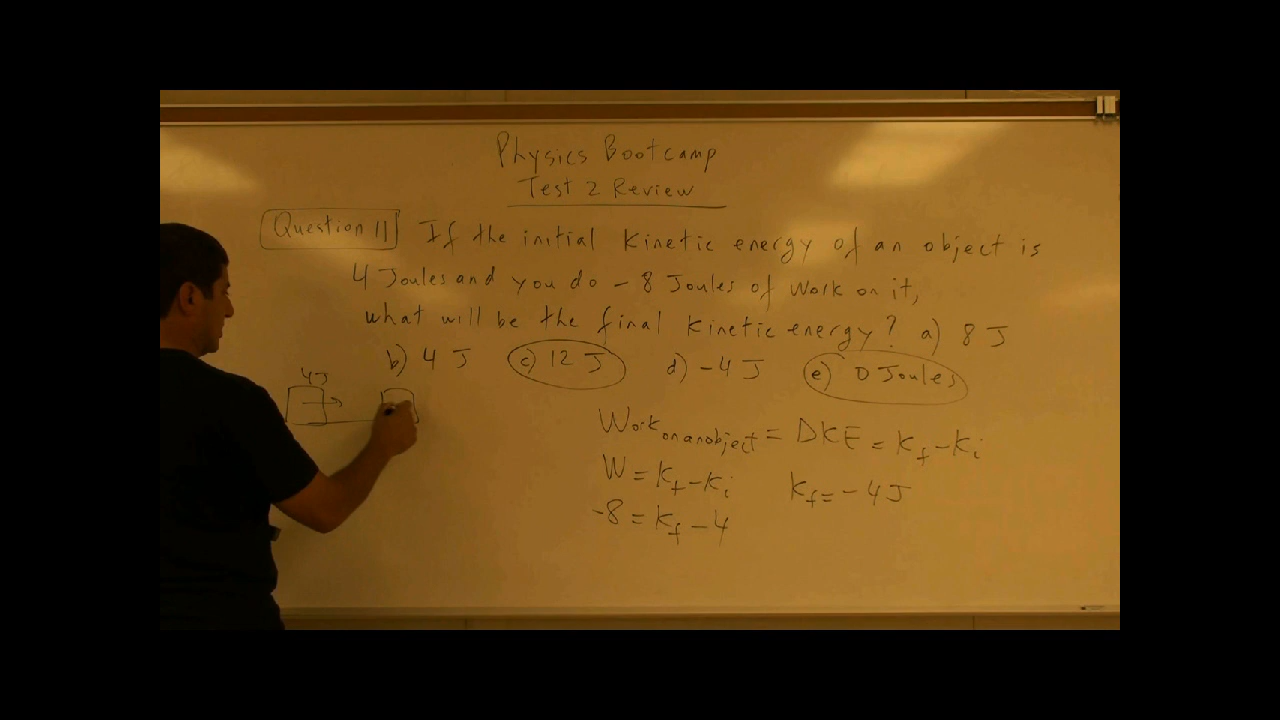 Physics Bootcamp
Test 2 Review
Question 11 If the initial Kinetic energy of an object is
4 Joules and you do -8 Joules of work on it,
what will be the final Kinetic energy? a) 8 J
b) 4 J c) 12 J d) -4 J e) 0 Joules
4J
Work on an object = DKE = Kf - Ki
W = Kf - Ki Kf = -4J
-8 = Kf - 4